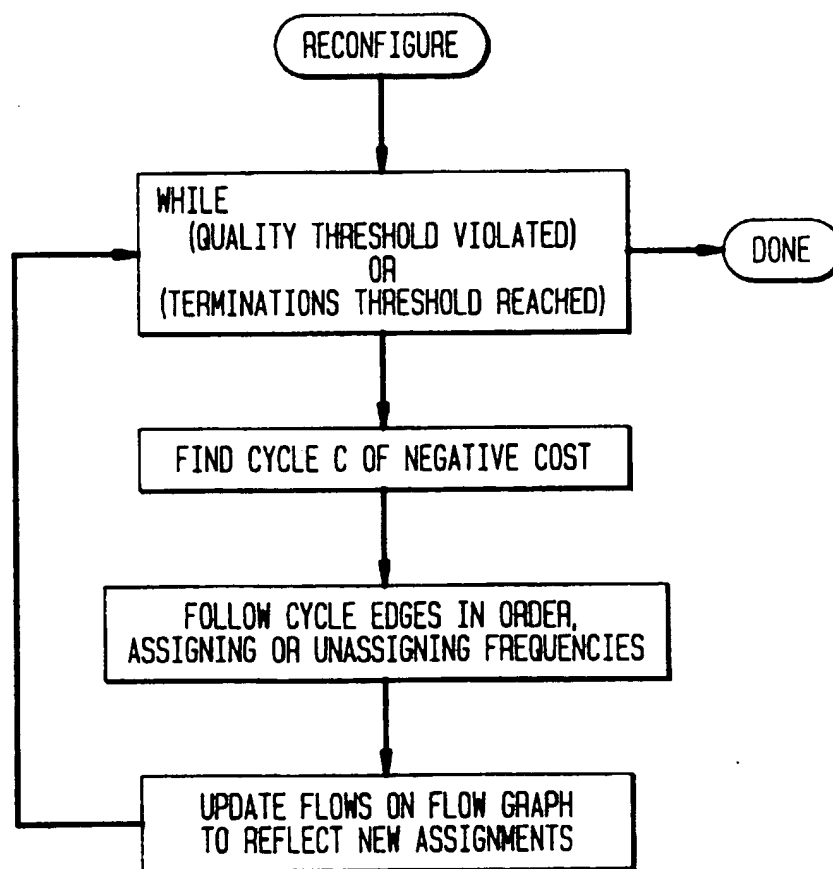 RECONFIGURE
WHILE
(QUALITY THRESHOLD VIOLATED)
OR
(TERMINATIONS THRESHOLD REACHED)
DONE
FIND CYCLE C OF NEGATIVE COST
FOLLOW CYCLE EDGES IN ORDER,
ASSIGNING OR UNASSIGNING FREQUENCIES
UPDATE FLOWS ON FLOW GRAPH
TO REFLECT NEW ASSIGNMENTS